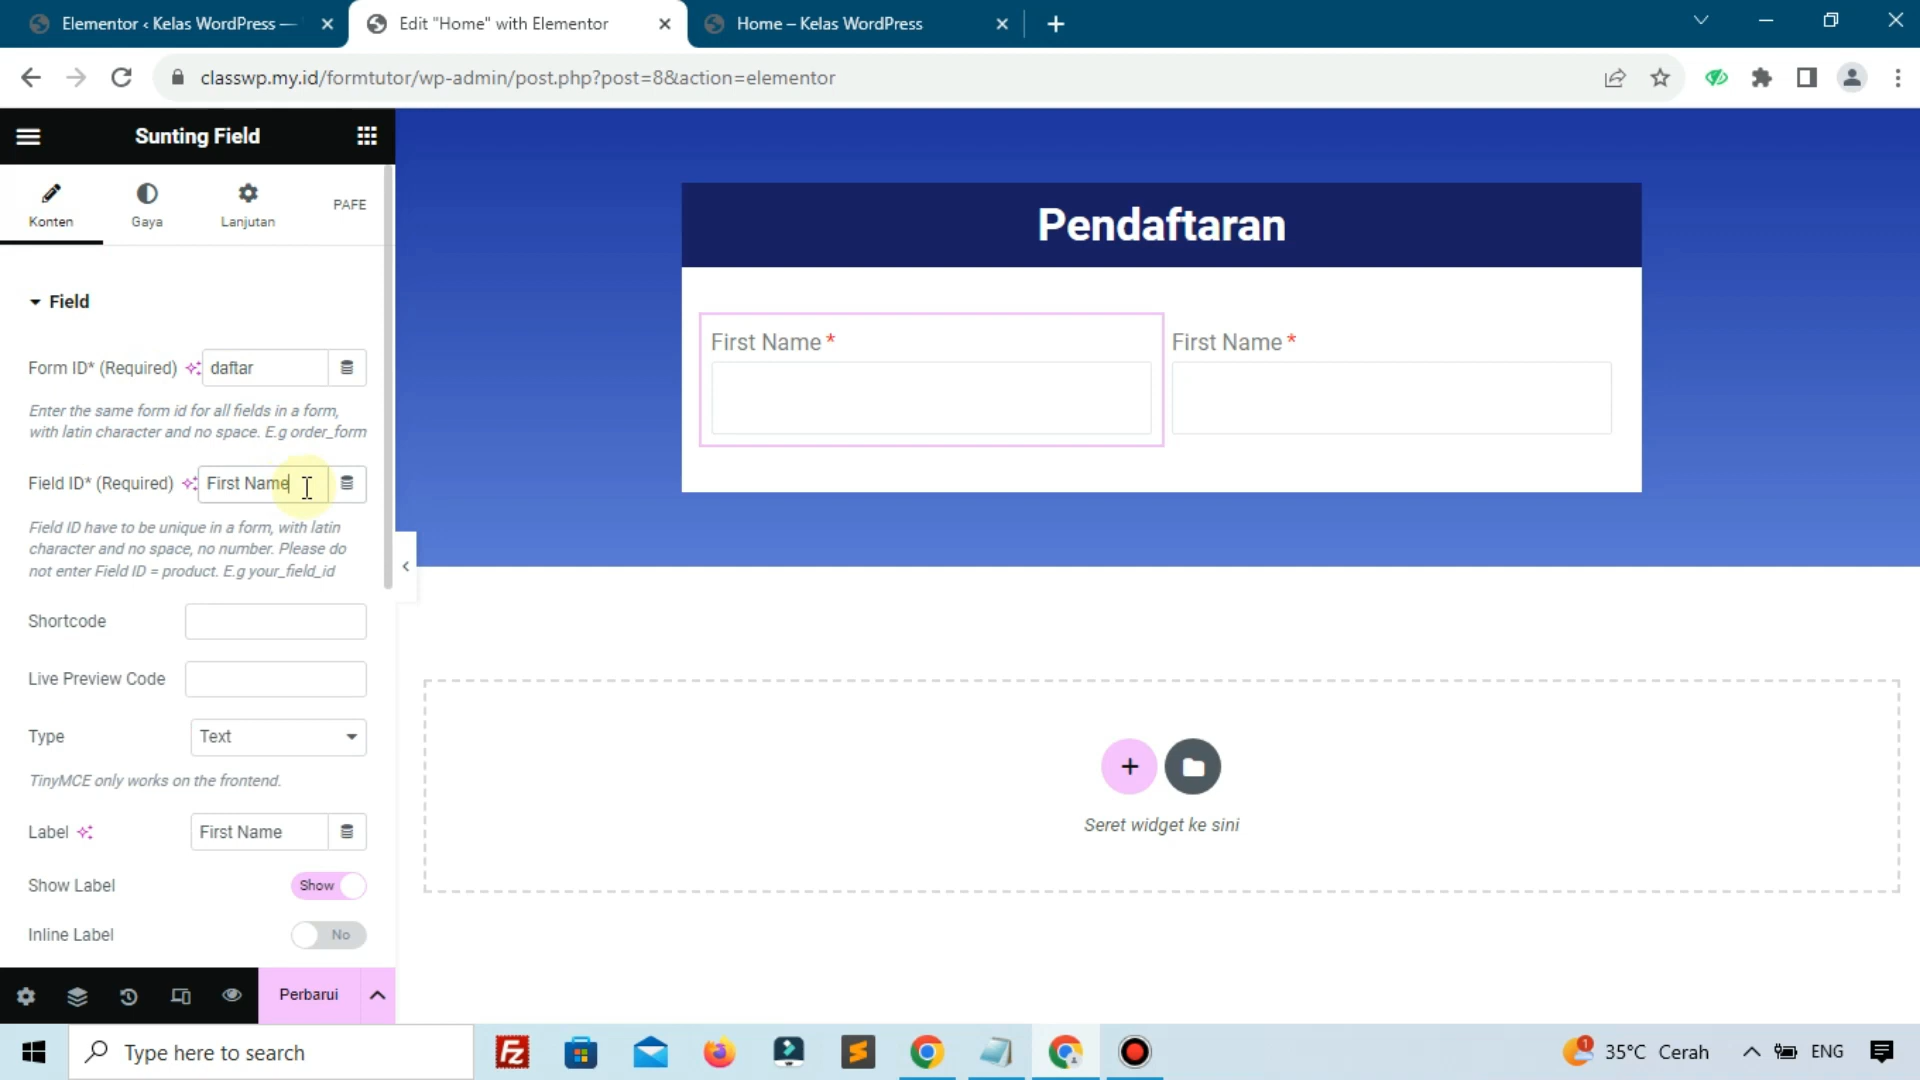 Elementor ‹ Kelas WordPress —
Edit "Home" with Elementor
Home – Kelas WordPress
classwp.my.id/formtutor/wp-admin/post.php?post=8&action=elementor
Sunting Field
Konten
Gaya
Lanjutan
PAFE
Field
Form ID* (Required)
daftar
Enter the same form id for all fields in a form,
with latin character and no space. E.g order_form
Field ID* (Required)
First Name
Field ID have to be unique in a form, with latin
character and no space, no number. Please do
not enter Field ID = product. E.g your_field_id
Shortcode
Live Preview Code
Type
Text
TinyMCE only works on the frontend.
Label
First Name
Show Label
Show
Inline Label
No
Perbarui
Pendaftaran
First Name *
First Name *
Seret widget ke sini
Type here to search
1
35°C Cerah
ENG